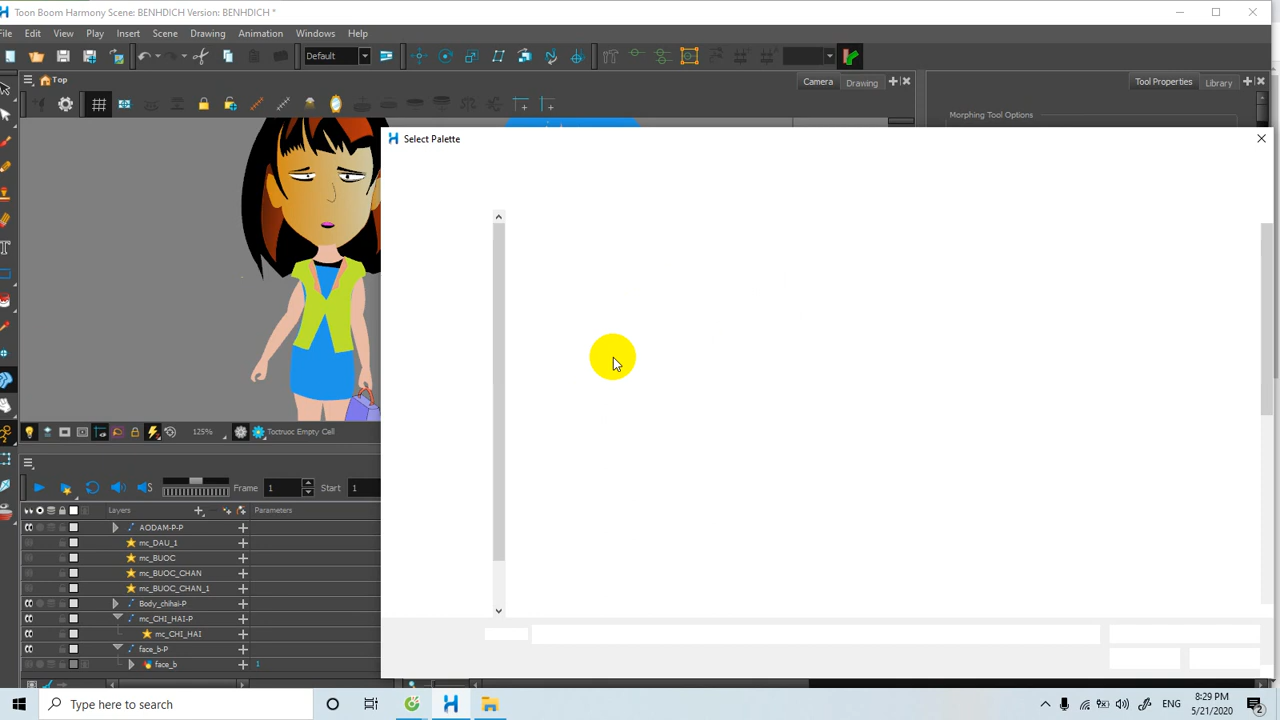 Toon Boom Harmony Scene: BENHDICH Version: BENHDICH *
File Edit View Play Insert Scene Drawing Animation Windows Help
Default
Top
Camera Drawing
Tool Properties Library
Morphing Tool Options
Select Palette
125%
Toctruoc Empty Cell
Frame 1 Start 1
Layers Parameters
AODAM-P-P
mc_DAU_1
mc_BUOC
mc_BUOC_CHAN
mc_BUOC_CHAN_1
Body_chihai-P
mc_CHI_HAI-P
mc_CHI_HAI
face_b-P
face_b 1
Type here to search
ENG
8:29 PM
5/21/2020
2